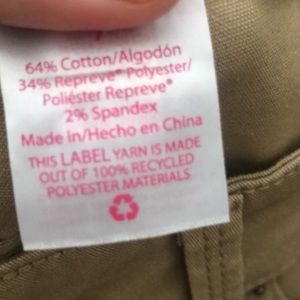 64% Cotton/Algodón
34% Repreve® Polyester/
Poliéster Repreve®
2% Spandex
Made in/Hecho en China
THIS LABEL YARN IS MADE
OUT OF 100% RECYCLED
POLYESTER MATERIALS